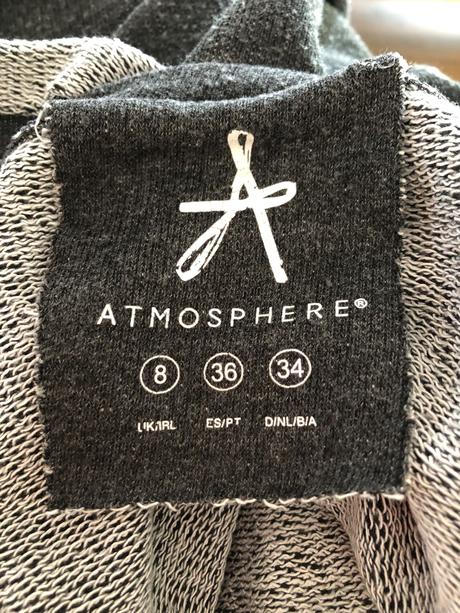 ATMOSPHERE®
8 36 34
UK/IRL ES/PT D/NL/B/A